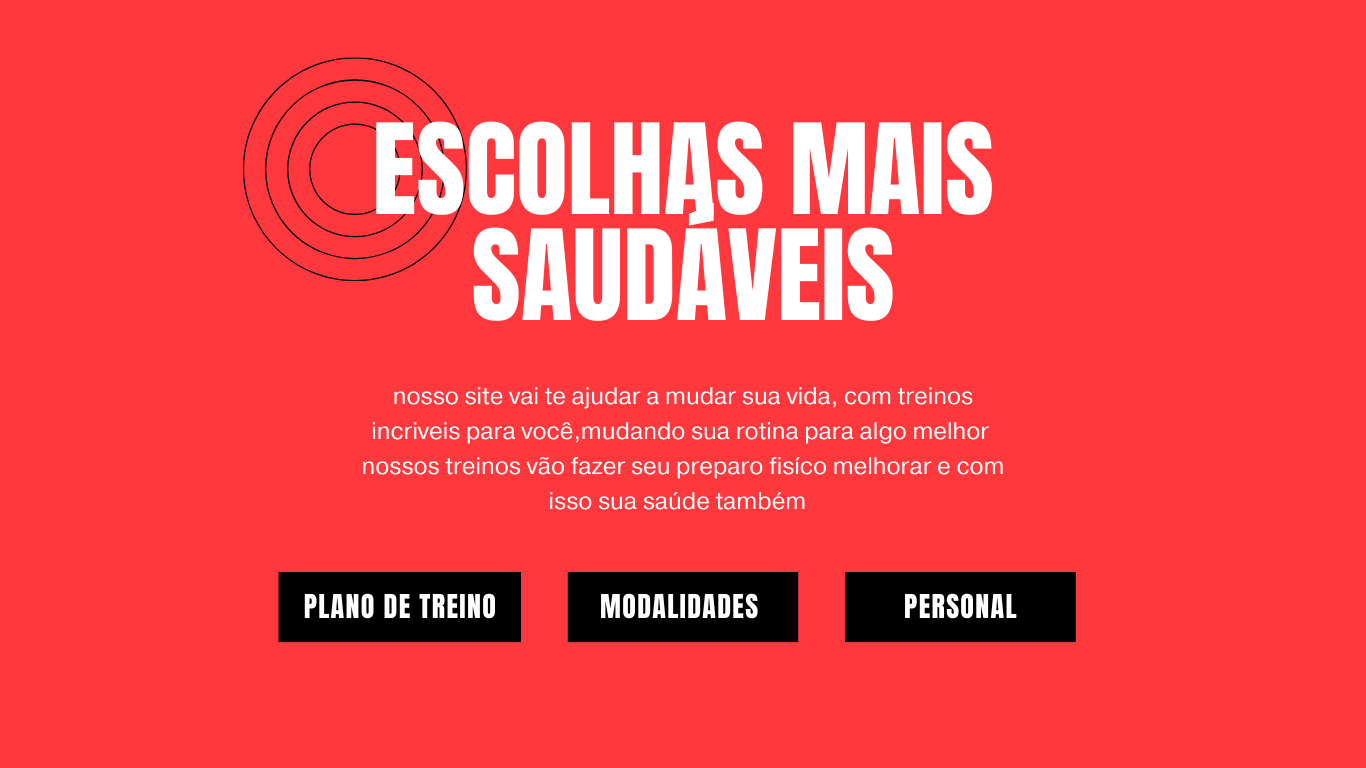 ESCOLHAS MAIS
SAUDÁVEIS
nosso site vai te ajudar a mudar sua vida, com treinos
incriveis para você,mudando sua rotina para algo melhor
nossos treinos vão fazer seu preparo fisíco melhorar e com
isso sua saúde também
PLANO DE TREINO
MODALIDADES
PERSONAL